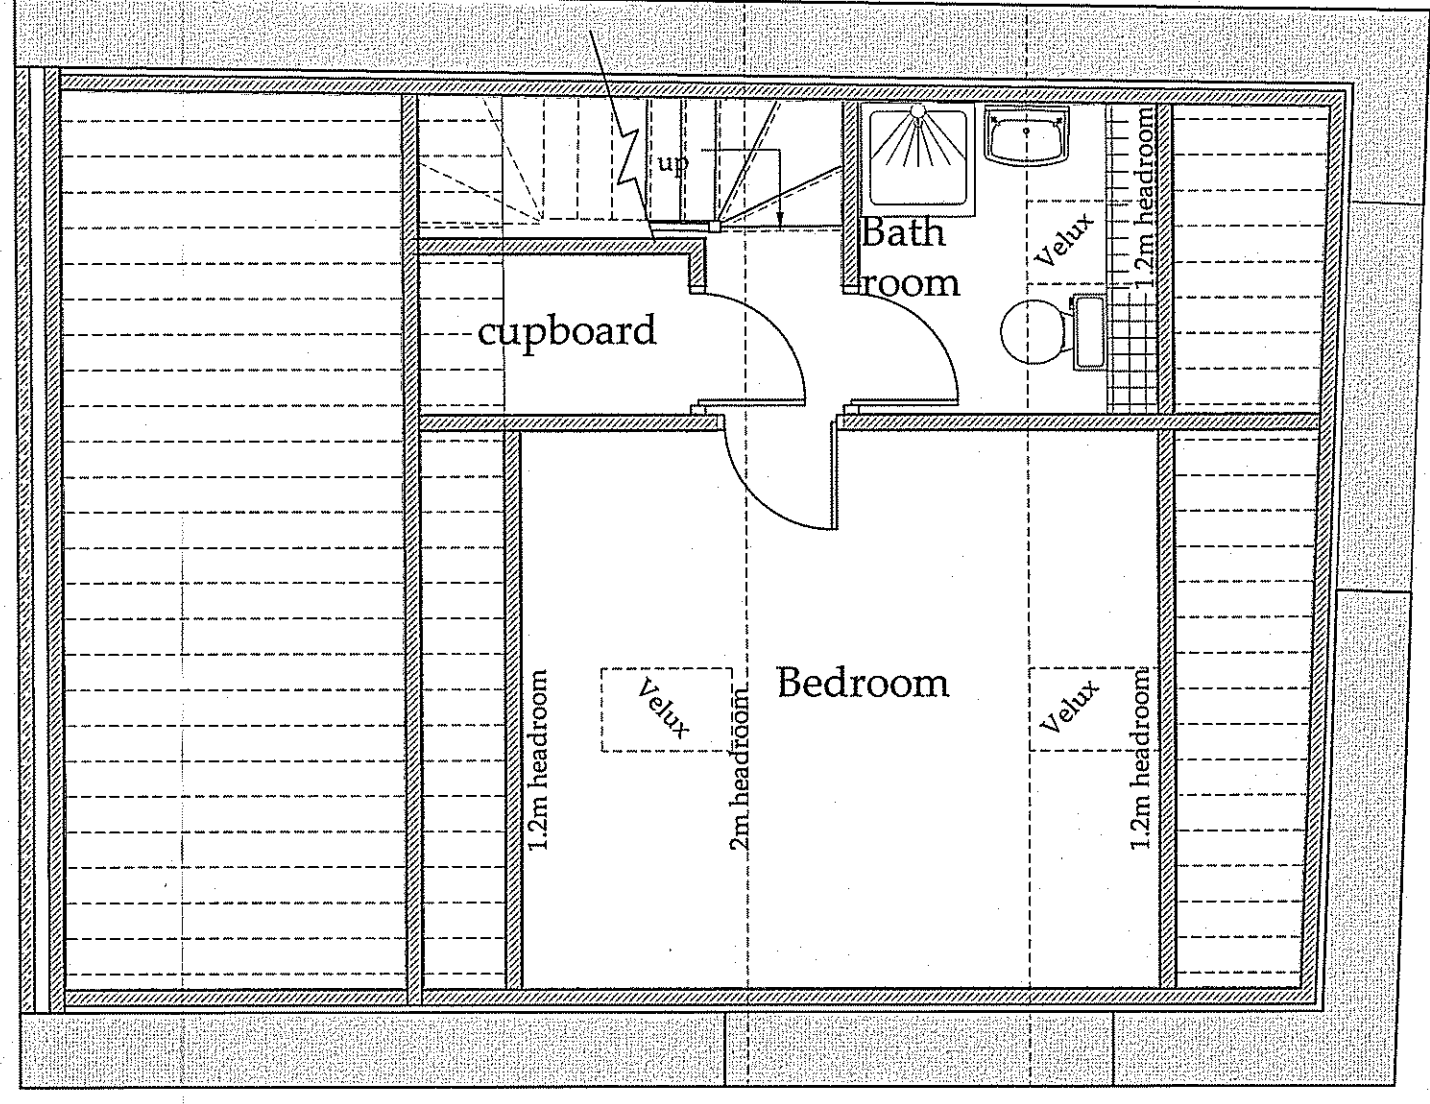 up
1.2m headroom
Bath
room
Velux
cupboard
Bedroom
Velux
Velux
1.2m headroom
2m headroom
1.2m headroom